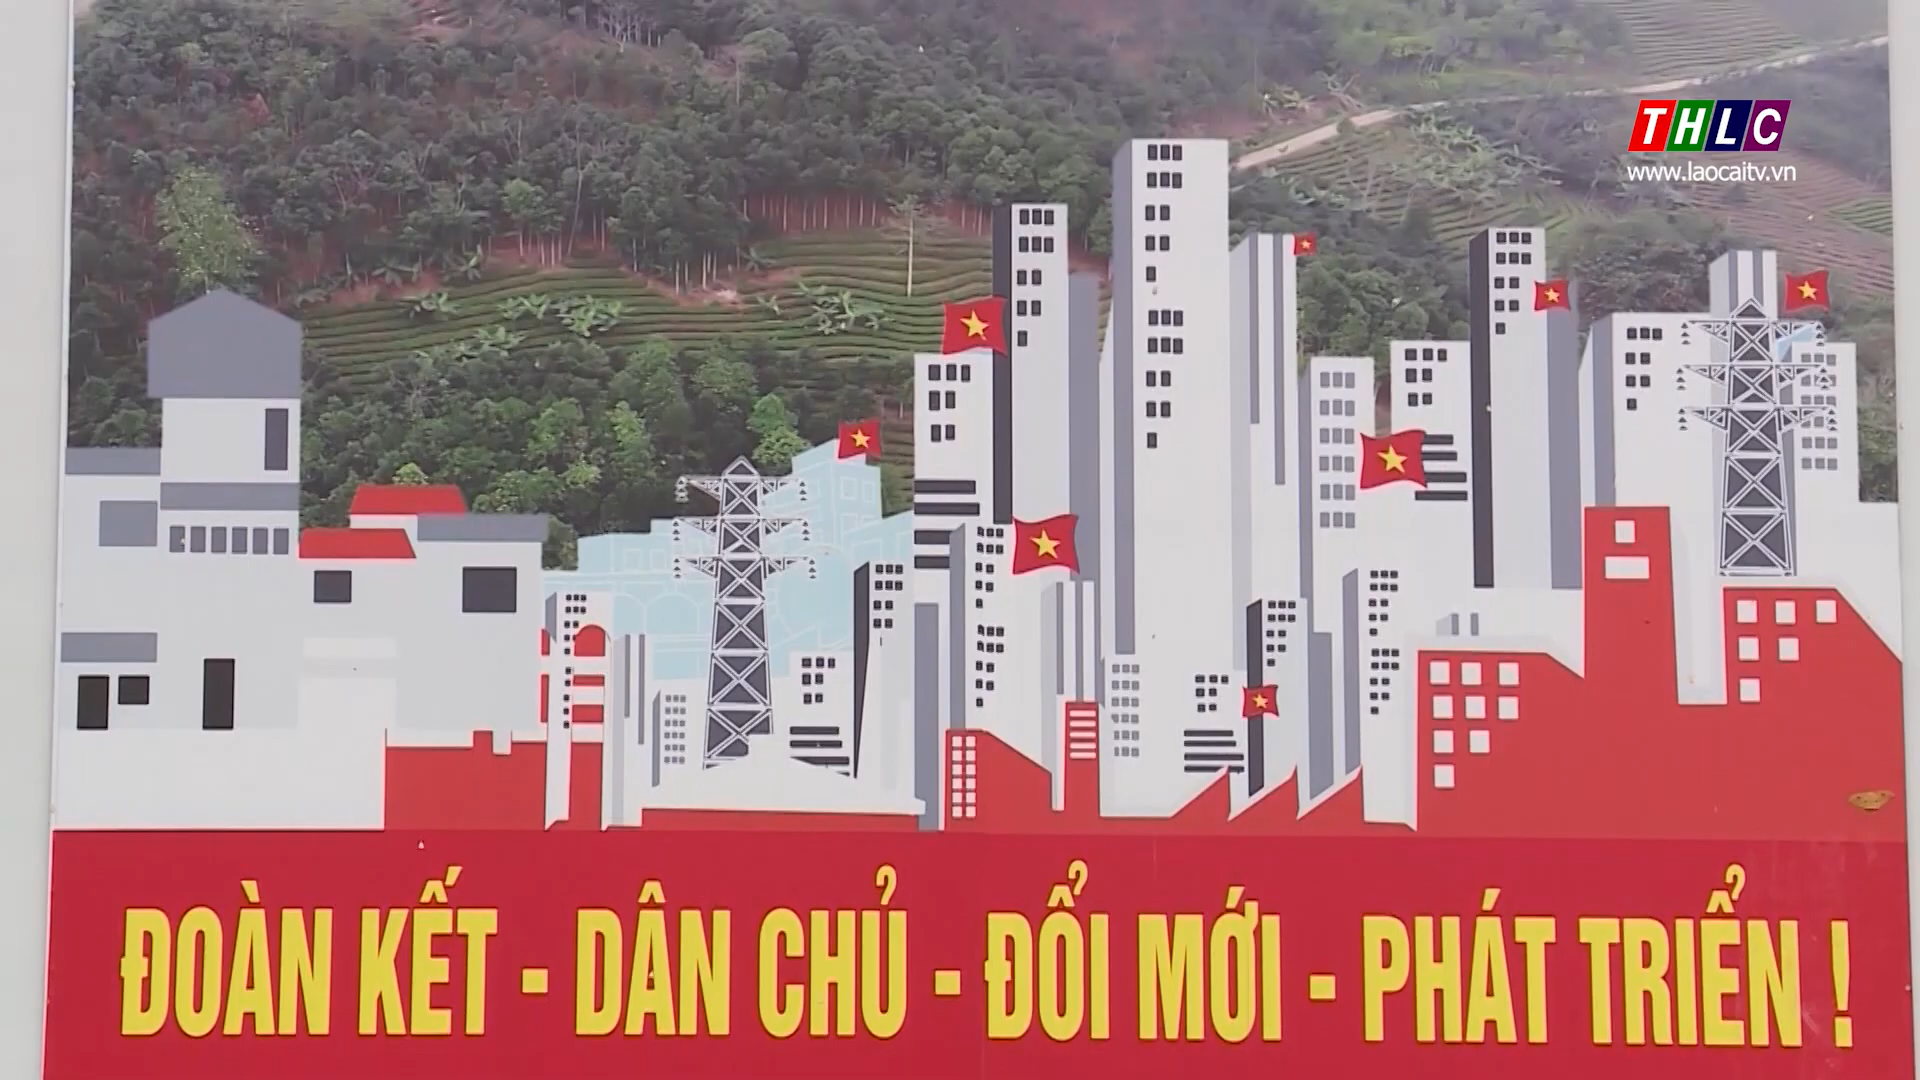 THLC
www.laocaitv.vn
ĐOÀN KẾT - DÂN CHỦ - ĐỔI MỚI - PHÁT TRIỂN !